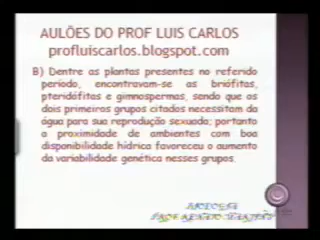 AULÕES DO PROF LUIS CARLOS
profluiscarlos.blogspot.com
B) Dentre as plantas presentes no referido
período, encontravam-se as briófitas,
pteridófitas e gimnospermas, sendo que os
dois primeiros grupos citados necessitam da
água para sua reprodução sexuada; portanto
a proximidade de ambientes com boa
disponibilidade hídrica favoreceu o aumento
da variabilidade genética nesses grupos.
PROF